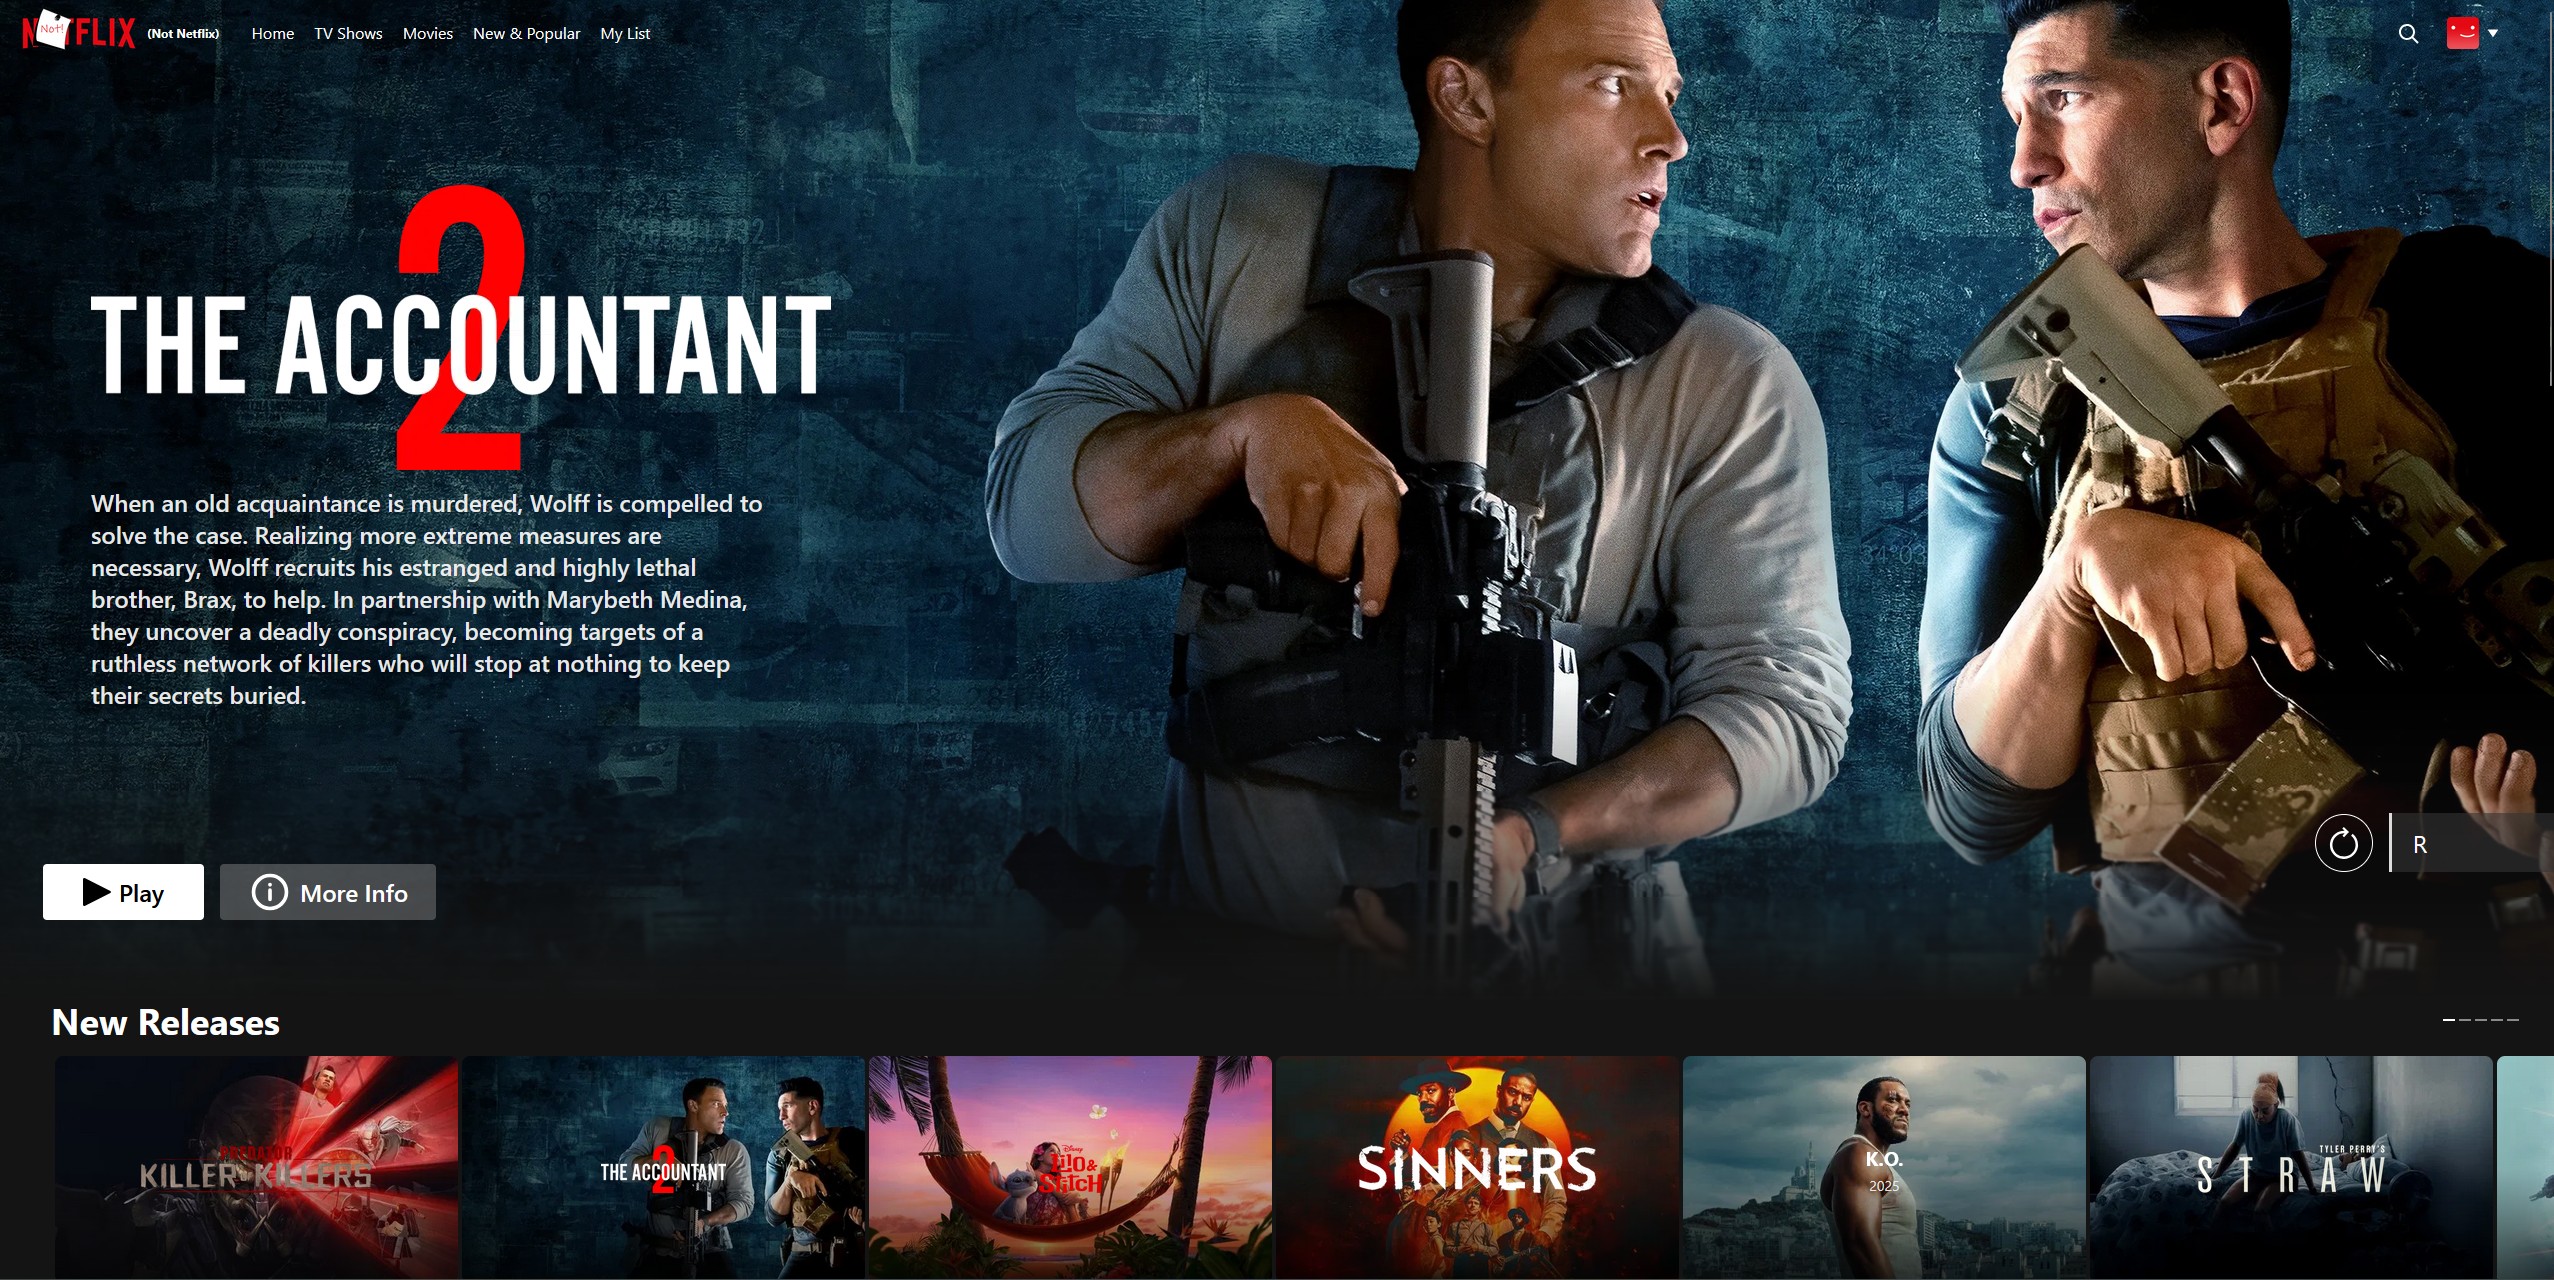 NETFLIX
Not!
(Not Netflix)
Home
TV Shows
Movies
New & Popular
My List
2
THE ACCOUNTANT
When an old acquaintance is murdered, Wolff is compelled to
solve the case. Realizing more extreme measures are
necessary, Wolff recruits his estranged and highly lethal
brother, Brax, to help. In partnership with Marybeth Medina,
they uncover a deadly conspiracy, becoming targets of a
ruthless network of killers who will stop at nothing to keep
their secrets buried.
R
Play
More Info
New Releases
PREDATOR
KILLER OF KILLERS
2
THE ACCOUNTANT
Disney
Lilo &
Stitch
SINNERS
K.O.
2025
TYLER PERRY'S
STRAW